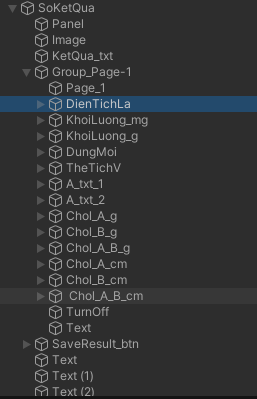 SoKetQua
Panel
Image
KetQua_txt
Group_Page-1
Page_1
DienTichLa
KhoiLuong_mg
KhoiLuong_g
DungMoi
TheTichV
A_txt_1
A_txt_2
Chol_A_g
Chol_B_g
Chol_A_B_g
Chol_A_cm
Chol_B_cm
Chol_A_B_cm
TurnOff
Text
SaveResult_btn
Text
Text (1)
Text (2)